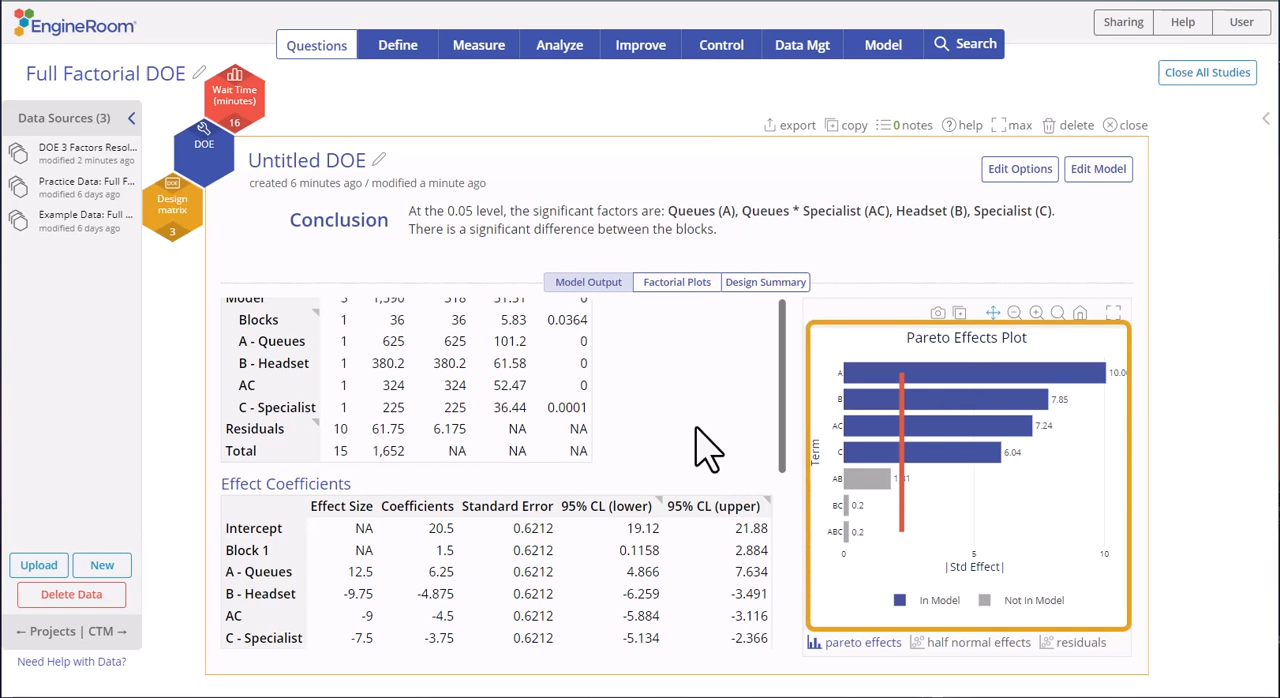 EngineRoom
Sharing Help User
Questions Define Measure Analyze Improve Control Data Mgt Model Search
Full Factorial DOE
Close All Studies
Wait Time
(minutes)
16
DOE
DOE
Design
matrix
3
Data Sources (3)
DOE 3 Factors Resol...
modified 2 minutes ago
Practice Data: Full F...
modified 6 days ago
Example Data: Full ...
modified 6 days ago
export copy 0 notes help max delete close
Untitled DOE
created 6 minutes ago / modified a minute ago
Edit Options Edit Model
Conclusion
At the 0.05 level, the significant factors are: Queues (A), Queues * Specialist (AC), Headset (B), Specialist (C).
There is a significant difference between the blocks.
Model Output Factorial Plots Design Summary
Model 5 1,590 318 51.51 0
Blocks 1 36 36 5.83 0.0364
A - Queues 1 625 625 101.2 0
B - Headset 1 380.2 380.2 61.58 0
AC 1 324 324 52.47 0
C - Specialist 1 225 225 36.44 0.0001
Residuals 10 61.75 6.175 NA NA
Total 15 1,652 NA NA NA
Effect Coefficients
Effect Size Coefficients Standard Error 95% CL (lower) 95% CL (upper)
Intercept NA 20.5 0.6212 19.12 21.88
Block 1 NA 1.5 0.6212 0.1158 2.884
A - Queues 12.5 6.25 0.6212 4.866 7.634
B - Headset -9.75 -4.875 0.6212 -6.259 -3.491
AC -9 -4.5 0.6212 -5.884 -3.116
C - Specialist -7.5 -3.75 0.6212 -5.134 -2.366
Pareto Effects Plot
A 10.0
B 7.85
AC 7.24
C 6.04
AB
BC 0.2
ABC 0.2
Term
0 5 10
|Std Effect|
In Model Not In Model
pareto effects half normal effects residuals
Upload New
Delete Data
← Projects | CTM →
Need Help with Data?